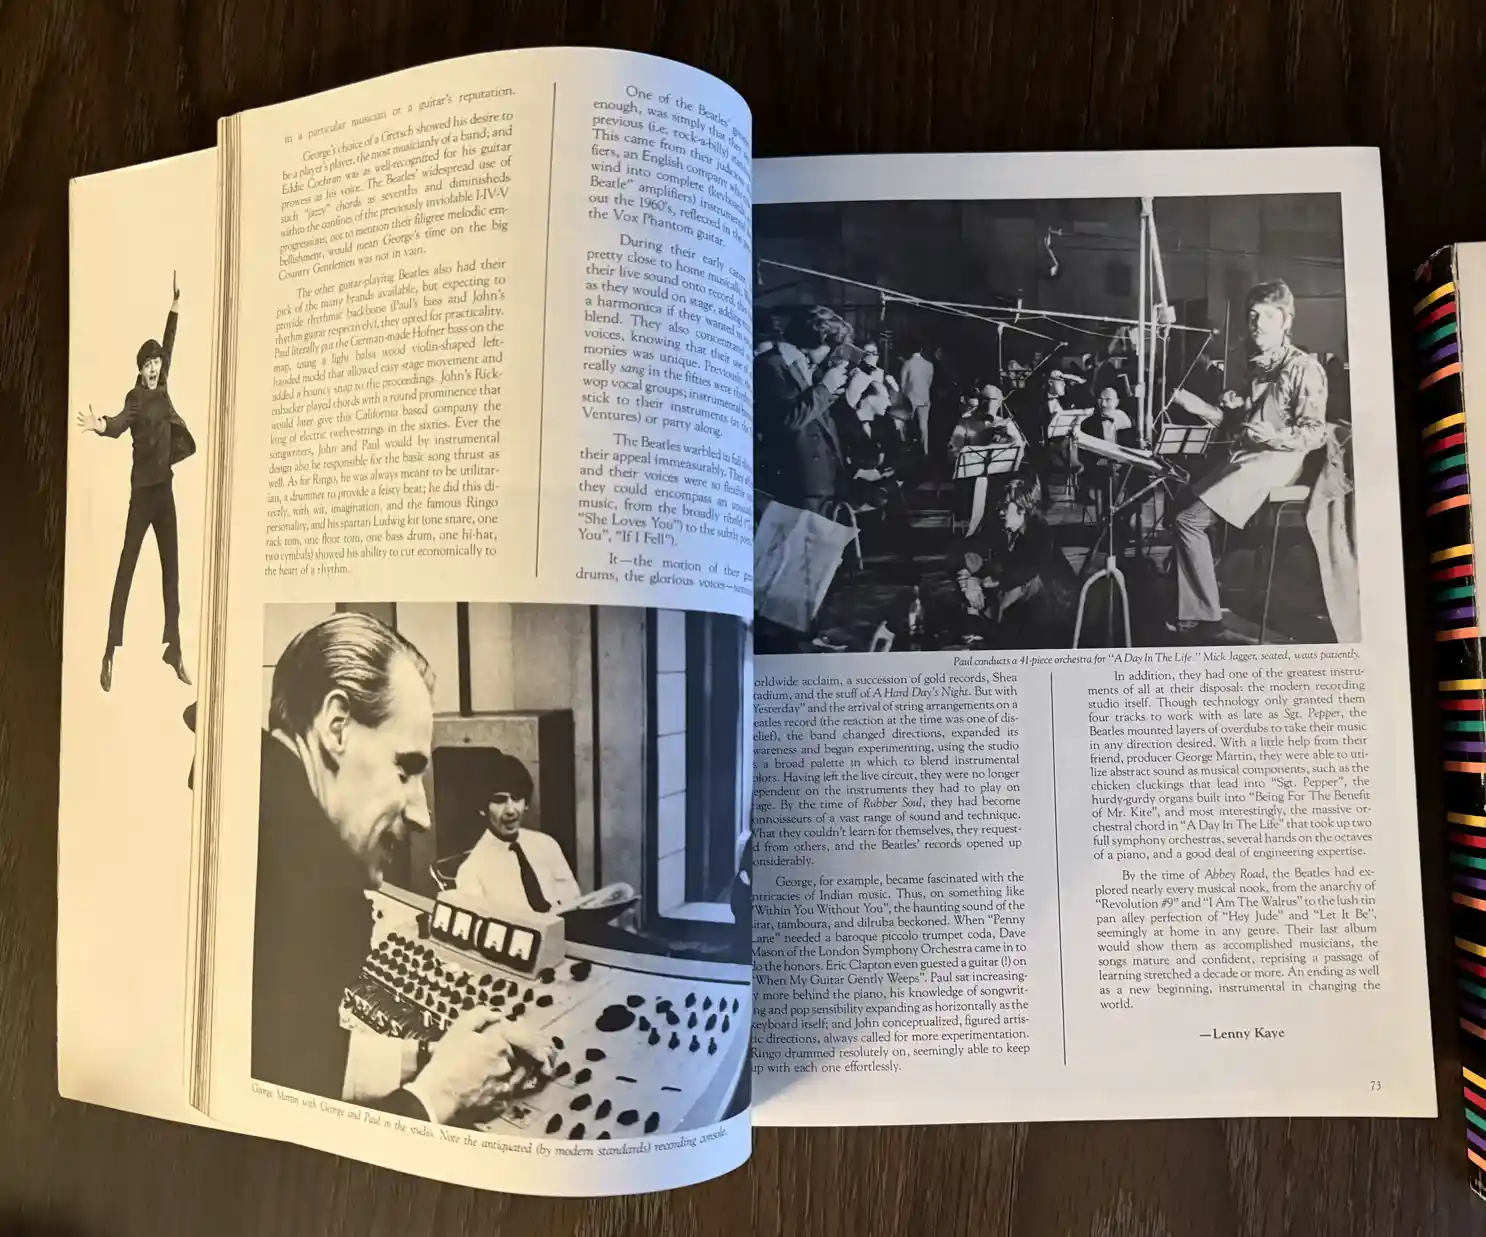 in a particular musician or a guitar's reputation.
George's choice of a Gretsch showed his desire to
be a player's player, the most musicianly of a band; and
Eddie Cochran was as well-recognized for his guitar
prowess as his voice. The Beatles' widespread use of
such "jazzy" chords as sevenths and diminisheds
within the confines of the previously inviolable I-IV-V
progressions, not to mention their filigree melodic em-
bellishment, would mean George's time on the big
Country Gentlemen was not in vain.
The other guitar-playing Beatles also had their
pick of the many brands available, but expecting to
provide rhythmic backbone (Paul's bass and John's
rhythm guitar respectively), they opted for practicality.
Paul literally put the German-made Hofner bass on the
map, using a light balsa wood violin-shaped left-
handed model that allowed easy stage movement and
added a bouncy snap to the proceedings. John's Rick-
enbacker played chords with a round prominence that
would later give this California based company the
king of electric twelve-strings in the sixties. Ever the
songwriters, John and Paul would by instrumental
design also be responsible for the basic song thrust as
well. As for Ringo, he was always meant to be utilitar-
ian, a drummer to provide a feisty beat; he did this di-
rectly, with wit, imagination, and the famous Ringo
personality, and his spartan Ludwig kit (one snare, one
rack tom, one floor tom, one bass drum, one hi-hat,
two cymbals) showed his ability to cut economically to
the heart of a rhythm.
One of the Beatles'
enough, was simply that they
previous (i.e. rock-a-billy)
This came from their judicious
fiers, an English company who
wind into complete (keyboard
Beatle" amplifiers) instrumental
out the 1960's, reflected in the
the Vox Phantom guitar.
During their early
pretty close to home musically.
their live sound onto record,
as they would on stage, adding
a harmonica if they wanted to
blend. They also concentrated
voices, knowing that their
monies was unique. Previously,
really sang in the fifties were
wop vocal groups; instrumental
stick to their instruments (as the
Ventures) or party along.
The Beatles warbled in full
their appeal immeasurably. They
and their voices were so flexible
they could encompass an
music, from the broadly
"She Loves You") to the subtle
You", "If I Fell").
It—the motion of the
drums, the glorious voices—
George Martin with George and Paul in the studio. Note the antiquated (by modern standards) recording console.
Paul conducts a 41-piece orchestra for "A Day In The Life." Mick Jagger, seated, waits patiently.
orldwide acclaim, a succession of gold records, Shea
tadium, and the stuff of A Hard Day's Night. But with
Yesterday" and the arrival of string arrangements on a
eatles record (the reaction at the time was one of dis-
elief), the band changed directions, expanded its
wareness and began experimenting, using the studio
s a broad palette in which to blend instrumental
olors. Having left the live circuit, they were no longer
ependent on the instruments they had to play on
tage. By the time of Rubber Soul, they had become
onnoisseurs of a vast range of sound and technique.
What they couldn't learn for themselves, they request-
d from others, and the Beatles' records opened up
onsiderably.
George, for example, became fascinated with the
ntricacies of Indian music. Thus, on something like
"Within You Without You", the haunting sound of the
itar, tamboura, and dilruba beckoned. When "Penny
Lane" needed a baroque piccolo trumpet coda, Dave
Mason of the London Symphony Orchestra came in to
do the honors. Eric Clapton even guested a guitar (!) on
"When My Guitar Gently Weeps". Paul sat increasing-
y more behind the piano, his knowledge of songwrit-
ng and pop sensibility expanding as horizontally as the
keyboard itself; and John conceptualized, figured artis-
ic directions, always called for more experimentation.
Ringo drummed resolutely on, seemingly able to keep
up with each one effortlessly.
In addition, they had one of the greatest instru-
ments of all at their disposal: the modern recording
studio itself. Though technology only granted them
four tracks to work with as late as Sgt. Pepper, the
Beatles mounted layers of overdubs to take their music
in any direction desired. With a little help from their
friend, producer George Martin, they were able to uti-
lize abstract sound as musical components, such as the
chicken cluckings that lead into "Sgt. Pepper", the
hurdy-gurdy organs built into "Being For The Benefit
of Mr. Kite", and most interestingly, the massive or-
chestral chord in "A Day In The Life" that took up two
full symphony orchestras, several hands on the octaves
of a piano, and a good deal of engineering expertise.
By the time of Abbey Road, the Beatles had ex-
plored nearly every musical nook, from the anarchy of
"Revolution #9" and "I Am The Walrus" to the lush tin
pan alley perfection of "Hey Jude" and "Let It Be",
seemingly at home in any genre. Their last album
would show them as accomplished musicians, the
songs mature and confident, reprising a passage of
learning stretched a decade or more. An ending as well
as a new beginning, instrumental in changing the
world.
—Lenny Kaye
73